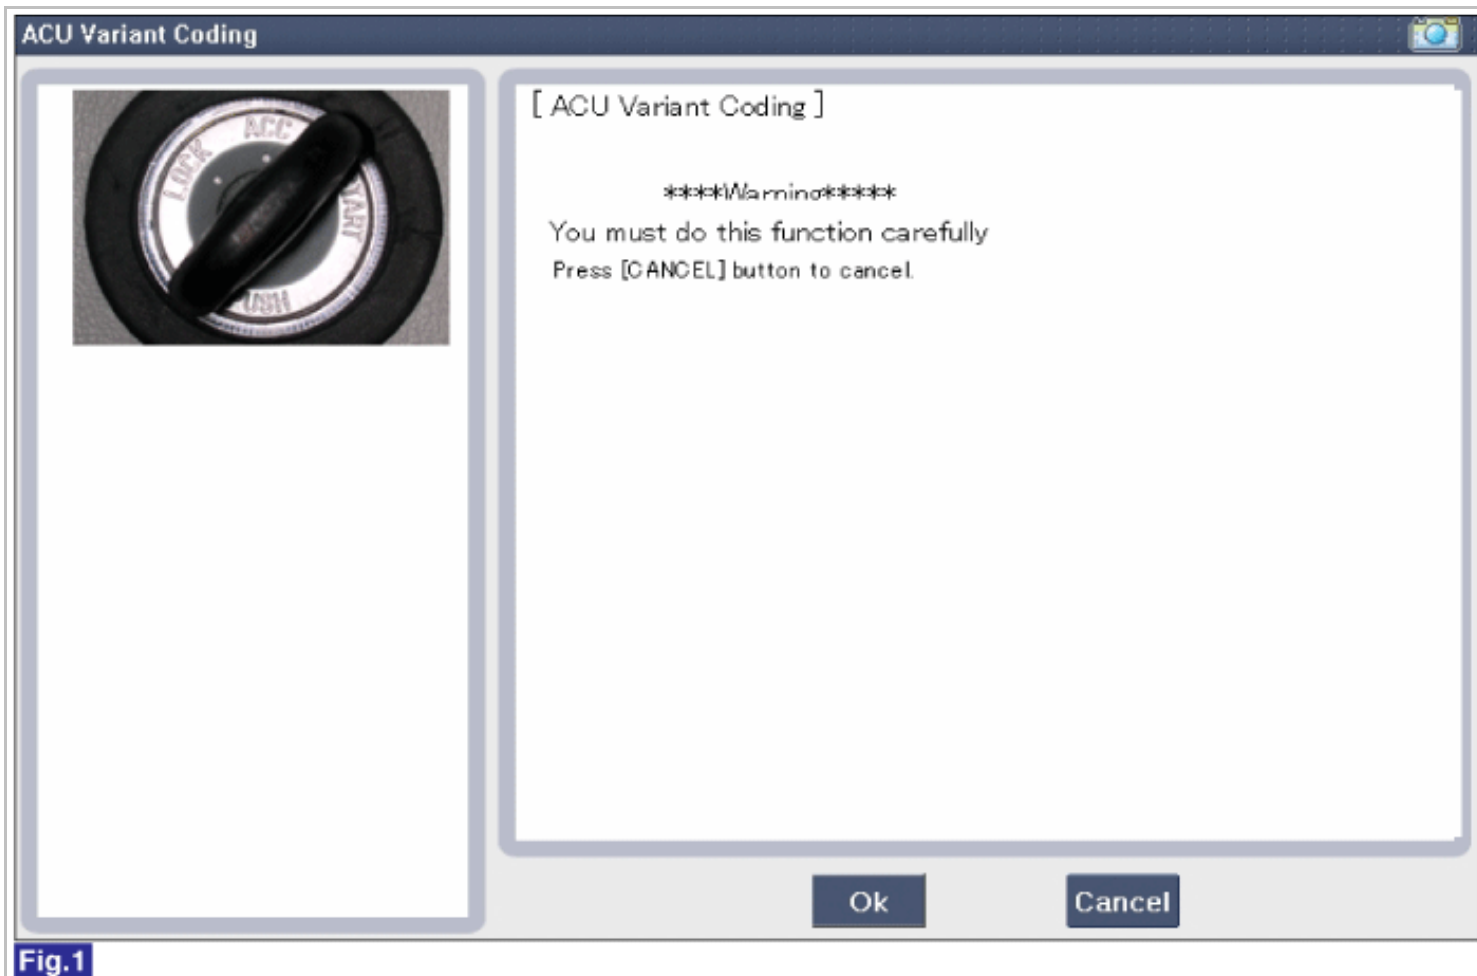 ACU Variant Coding
ACC
LOCK
START
[ ACU Variant Coding ]
****Warning*****
You must do this function carefully
Press [CANCEL] button to cancel.
Ok
Cancel
Fig.1